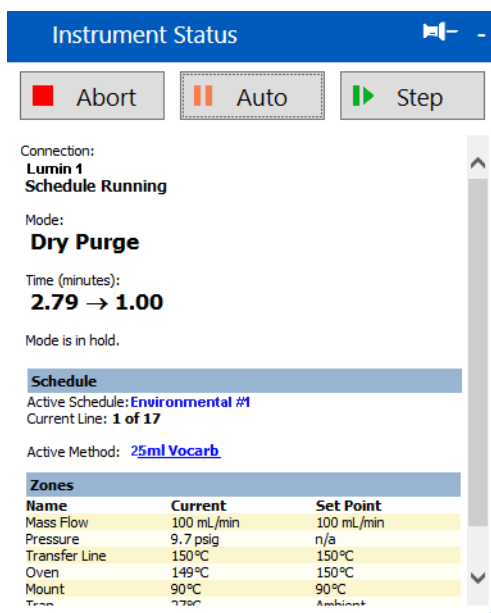 Instrument Status
Abort Auto Step
Connection:
Lumin 1
Schedule Running
Mode:
Dry Purge
Time (minutes):
2.79 → 1.00
Mode is in hold.
Schedule
Active Schedule: Environmental #1
Current Line: 1 of 17
Active Method: 25ml Vocarb
Zones
Name Current Set Point
Mass Flow 100 mL/min 100 mL/min
Pressure 9.7 psig n/a
Transfer Line 150°C 150°C
Oven 149°C 150°C
Mount 90°C 90°C
Trap 27°C Ambient